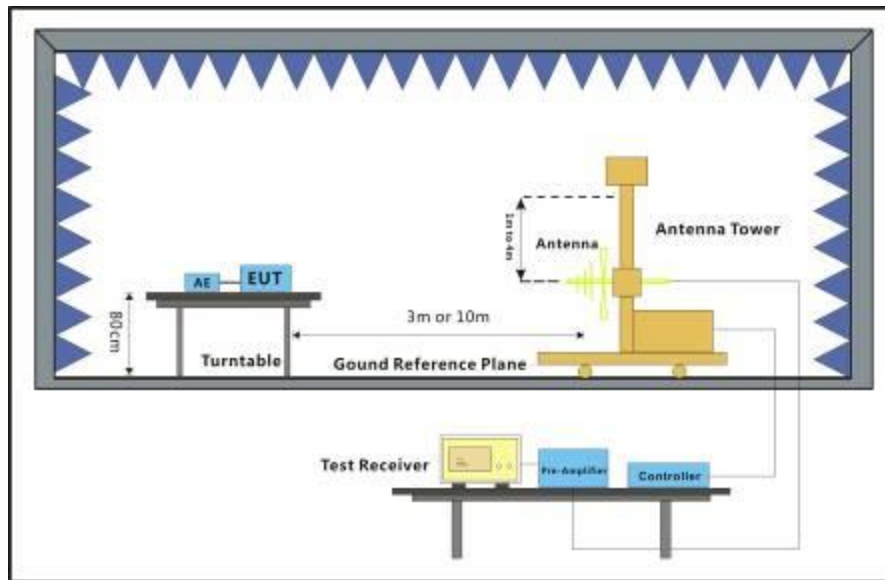 1m to 4m
Antenna
Antenna Tower
AE
EUT
80cm
3m or 10m
Turntable
Gound Reference Plane
Test Receiver
Pre-Amplifier
Controller